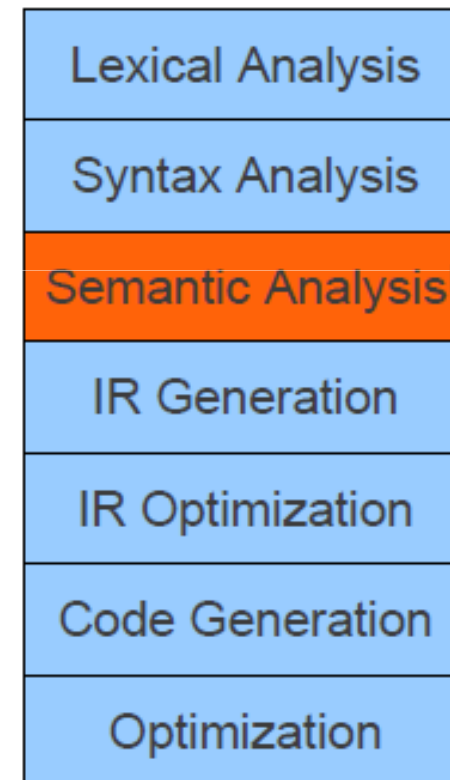 Lexical Analysis
Syntax Analysis
Semantic Analysis
IR Generation
IR Optimization
Code Generation
Optimization